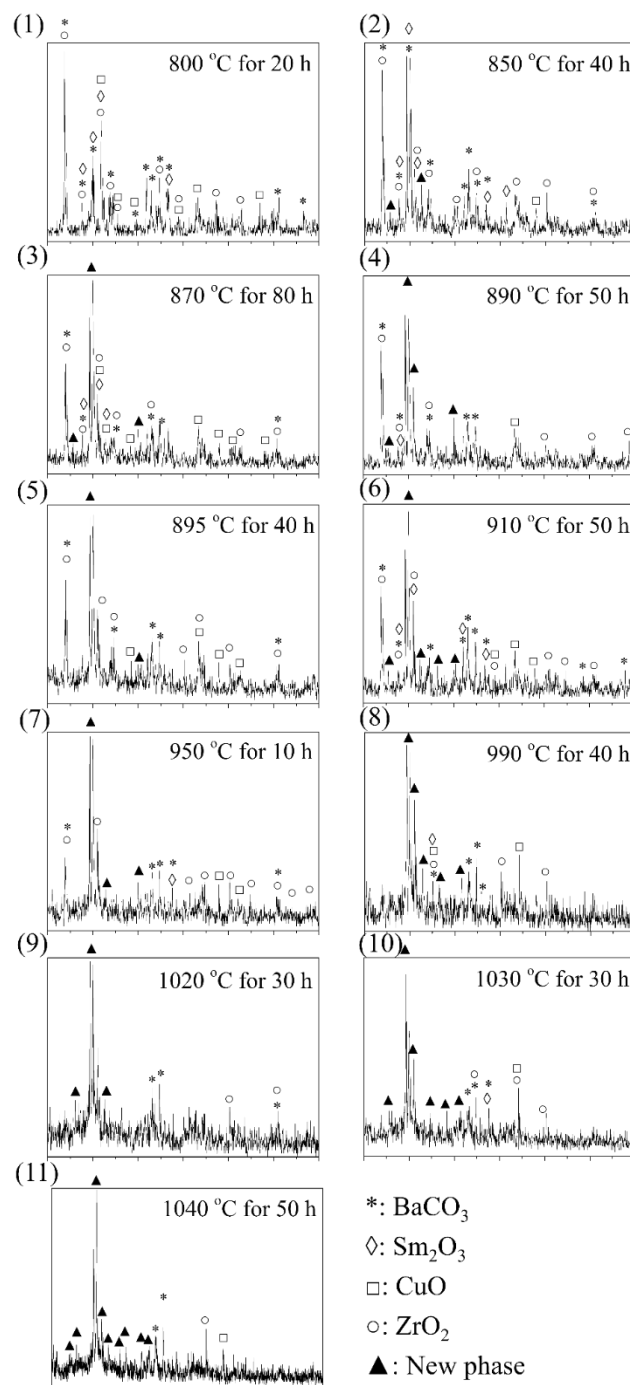 (1)
800 °C for 20 h
(2)
850 °C for 40 h
(3)
870 °C for 80 h
(4)
890 °C for 50 h
(5)
895 °C for 40 h
(6)
910 °C for 50 h
(7)
950 °C for 10 h
(8)
990 °C for 40 h
(9)
1020 °C for 30 h
(10)
1030 °C for 30 h
(11)
1040 °C for 50 h
*: BaCO₃
◊: Sm₂O₃
□: CuO
○: ZrO₂
▲: New phase